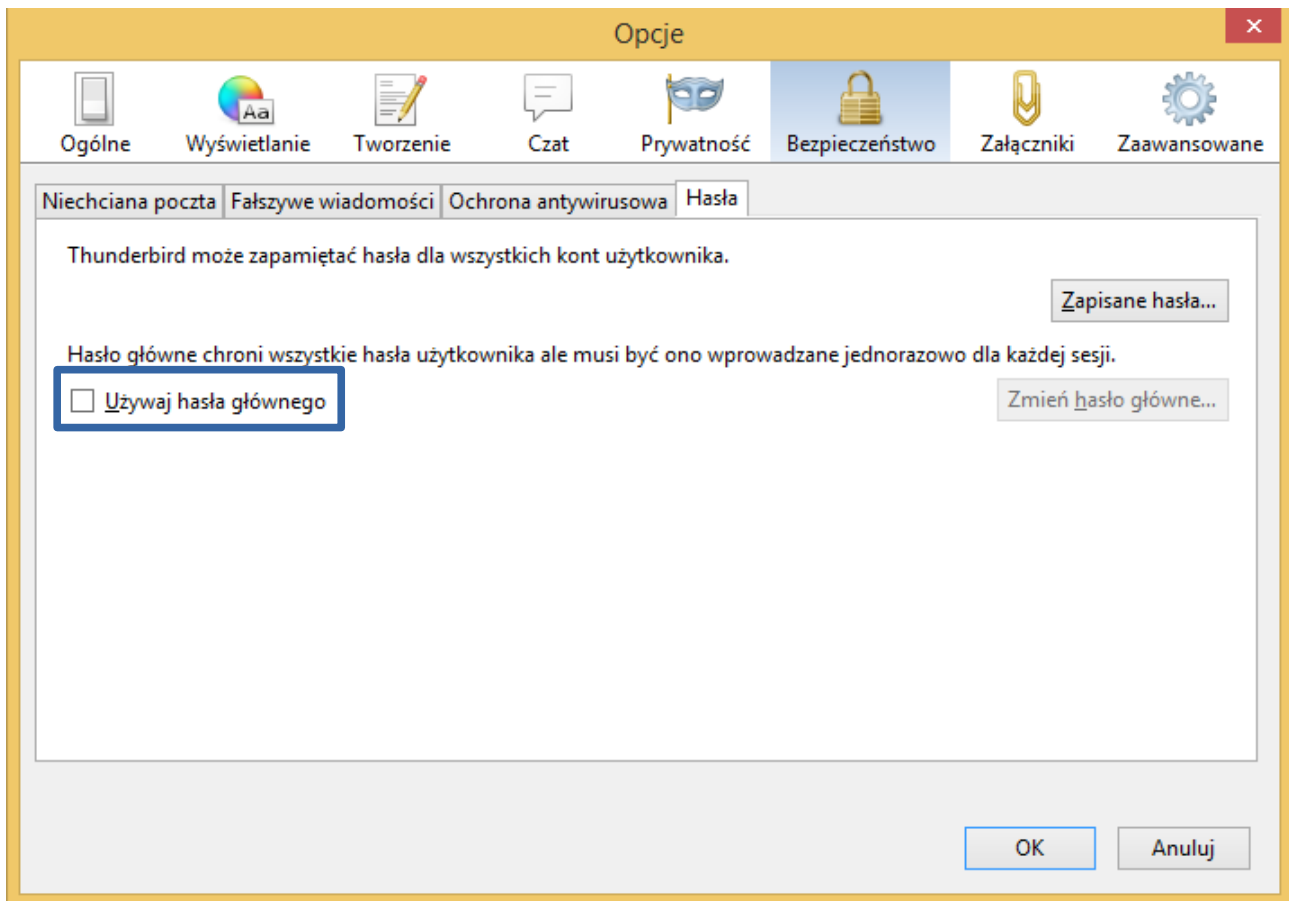 Opcje
Aa
Ogólne Wyświetlanie Tworzenie Czat Prywatność Bezpieczeństwo Załączniki Zaawansowane
Niechciana poczta Fałszywe wiadomości Ochrona antywirusowa Hasła
Thunderbird może zapamiętać hasła dla wszystkich kont użytkownika.
Zapisane hasła...
Hasło główne chroni wszystkie hasła użytkownika ale musi być ono wprowadzane jednorazowo dla każdej sesji.
Używaj hasła głównego Zmień hasło główne...
OK Anuluj